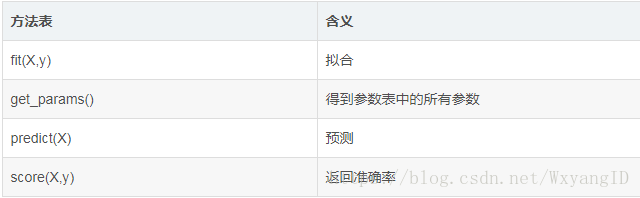 方法表 含义
fit(X,y) 拟合
get_params() 得到参数表中的所有参数
predict(X) 预测
score(X,y) 返回准确率
//blog.csdn.net/WxyangID